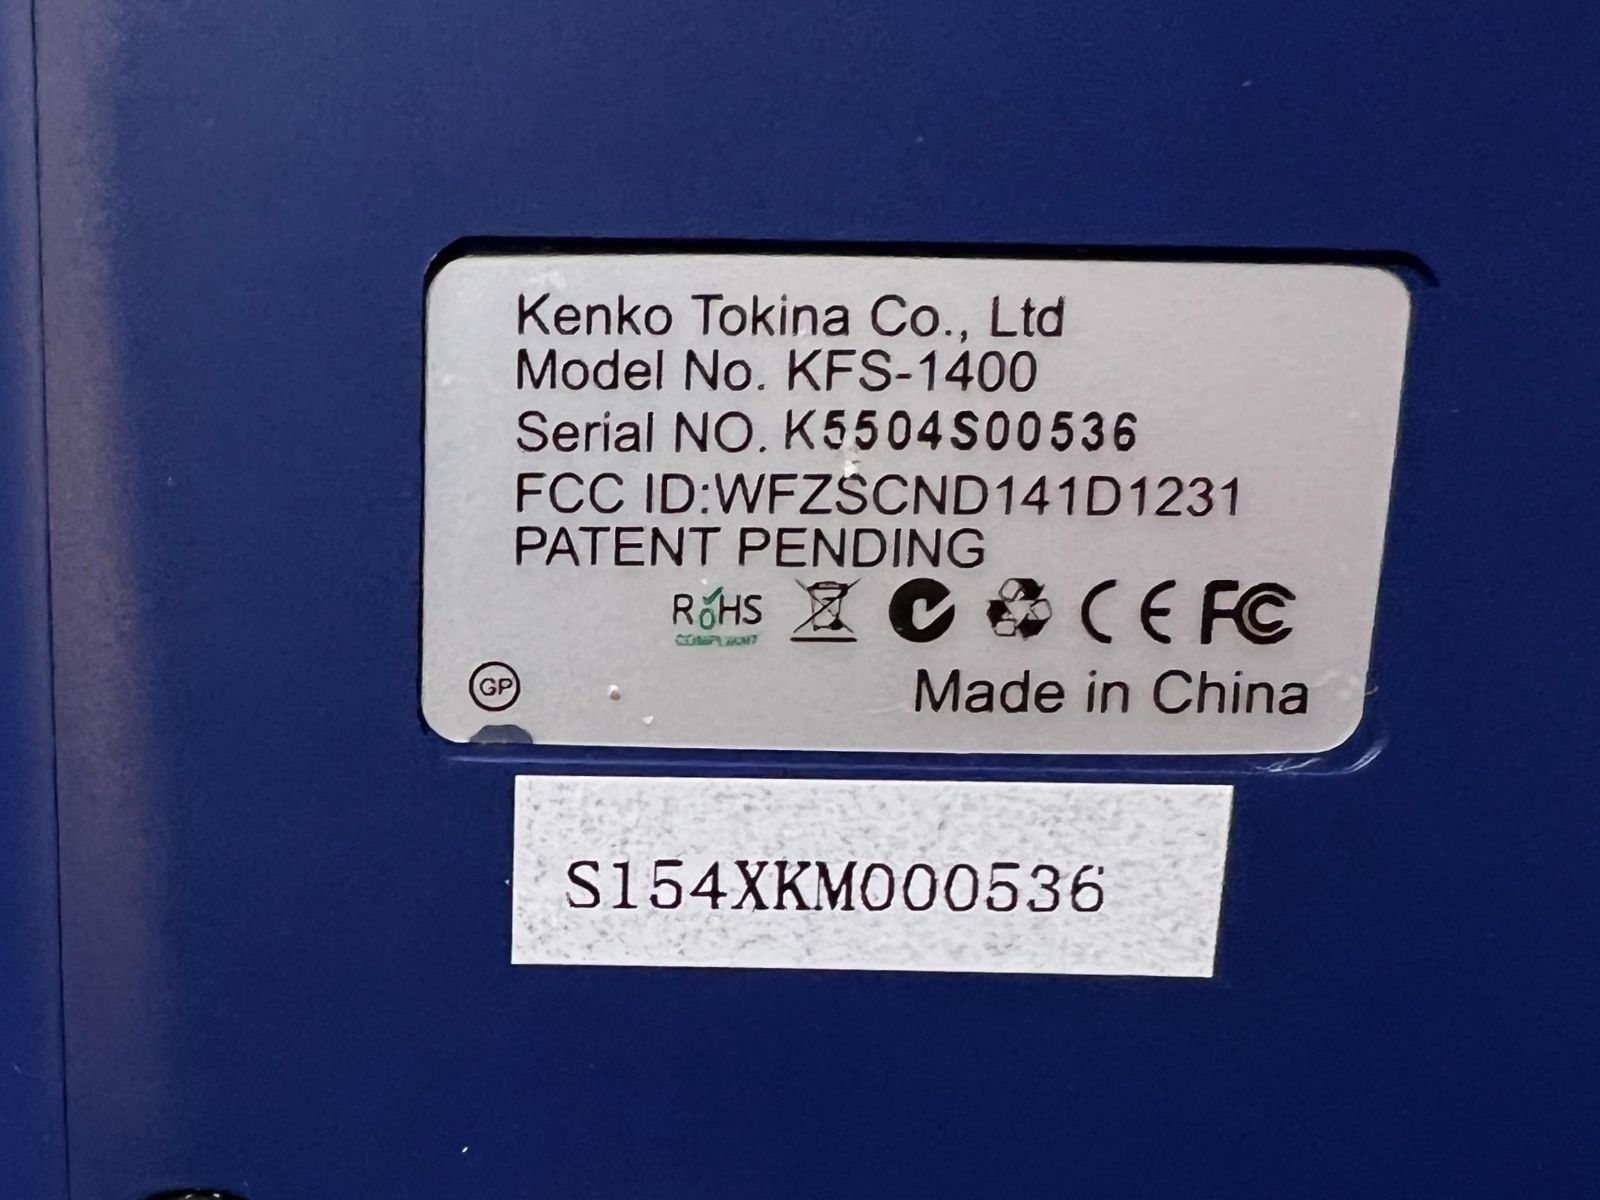 Kenko Tokina Co., Ltd
Model No. KFS-1400
Serial NO. K5504S00536
FCC ID:WFZSCND141D1231
PATENT PENDING
RoHS CE FC
COMPLIANT
GP
Made in China
S154XKM000536